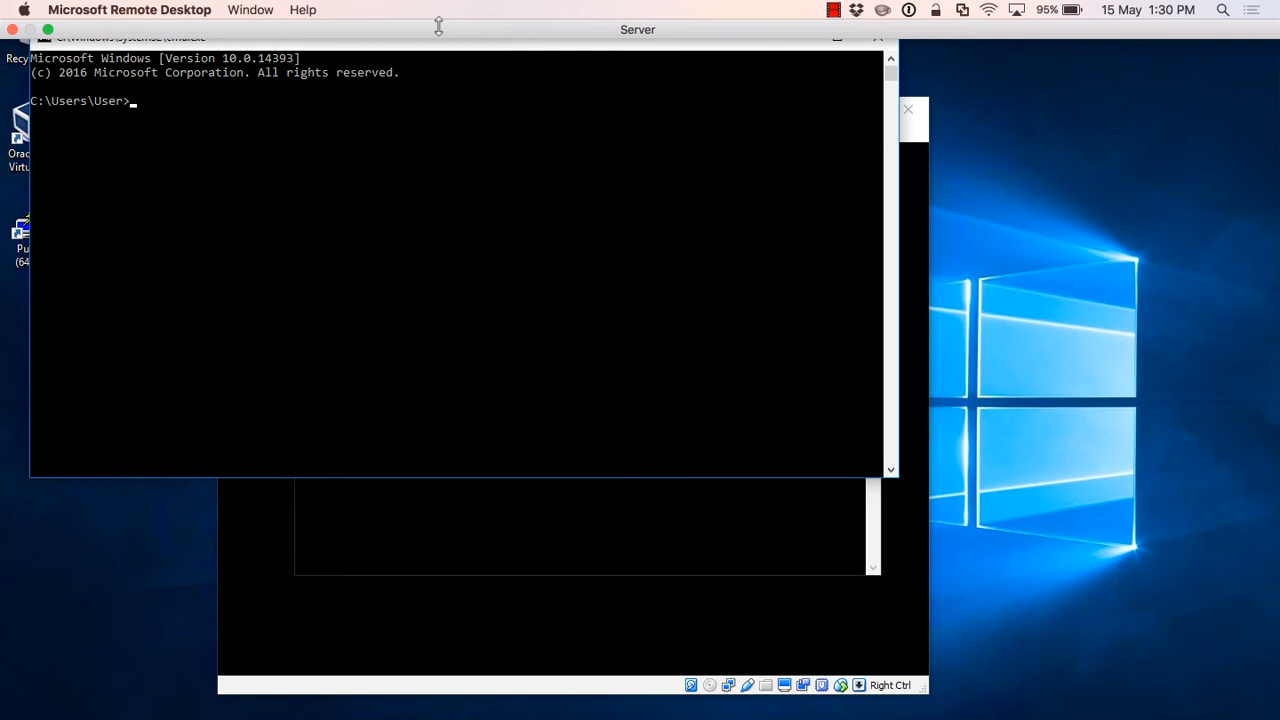 Microsoft Remote Desktop Window Help 95% 15 May 1:30 PM
Server
Microsoft Windows [Version 10.0.14393]
(c) 2016 Microsoft Corporation. All rights reserved.
C:\Users\User>
Right Ctrl